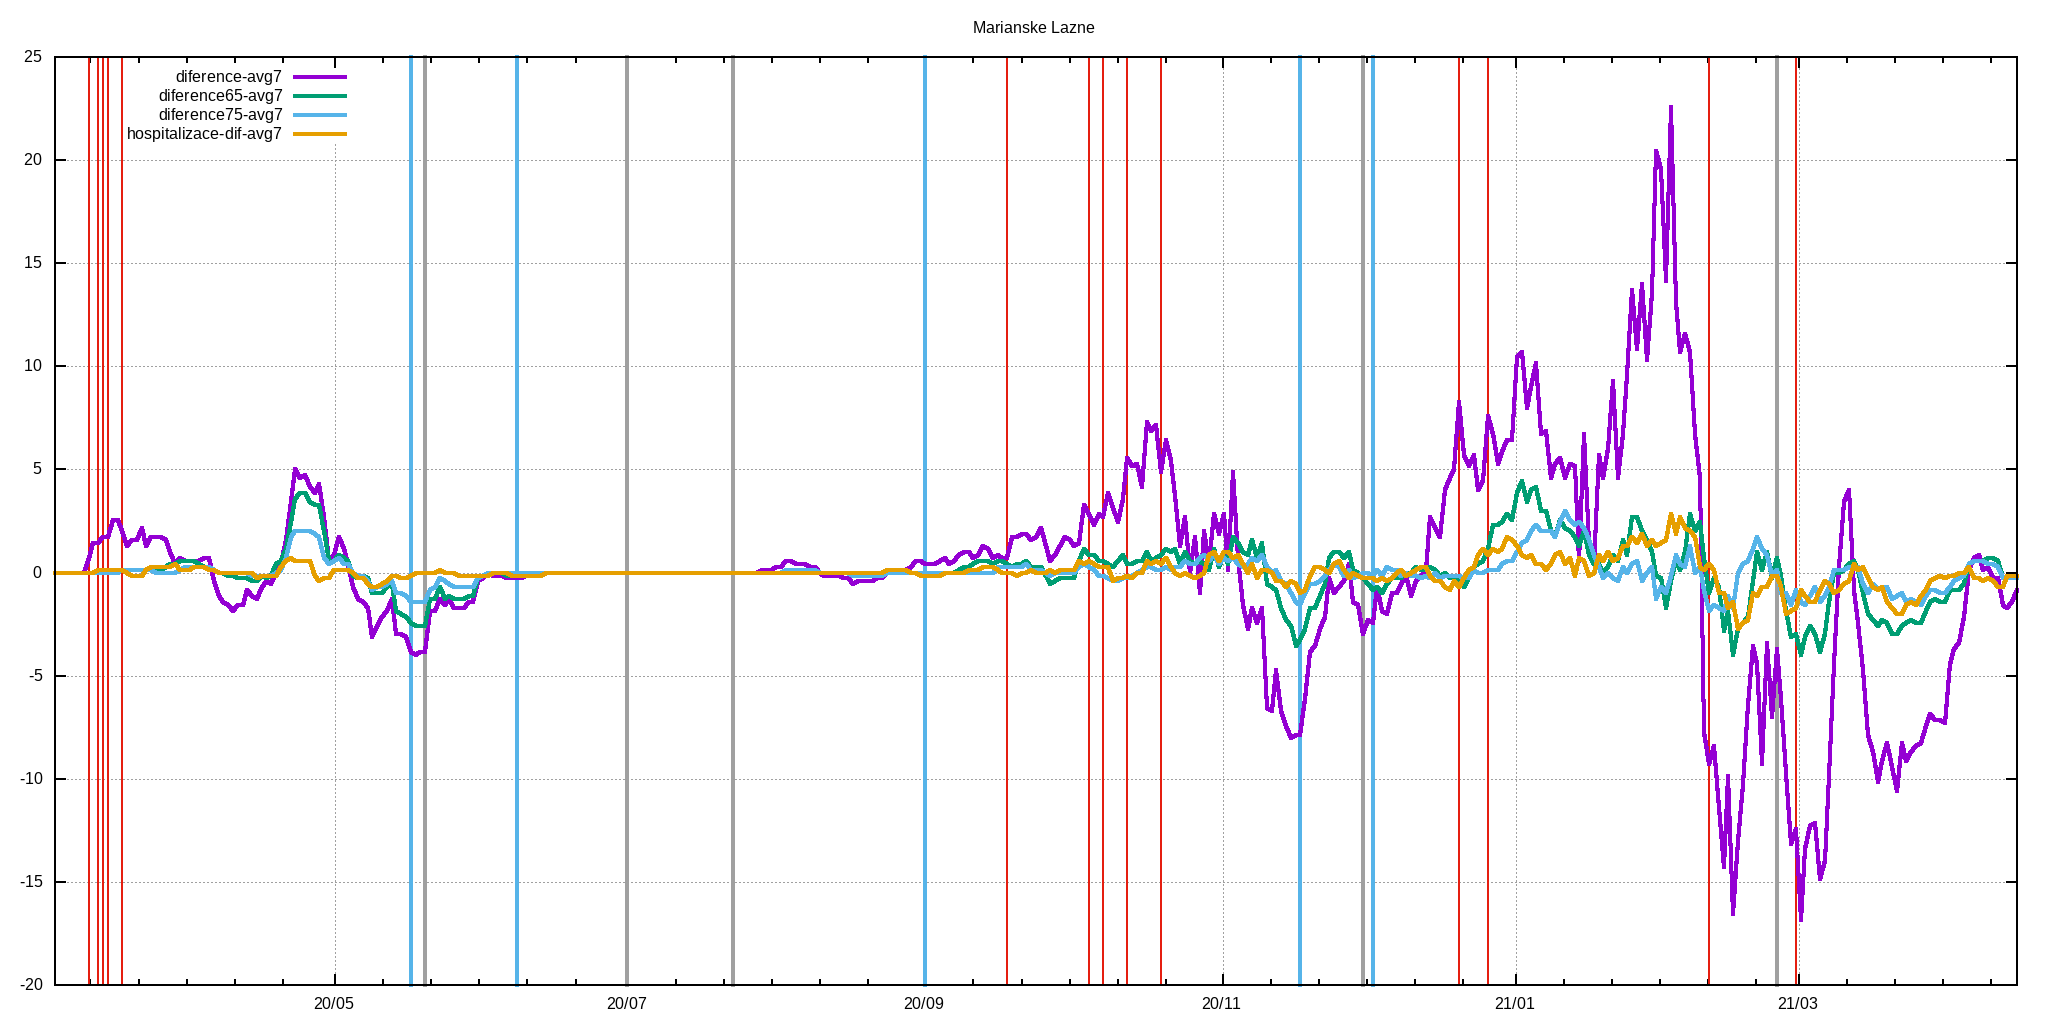 Marianske Lazne
diference-avg7
diference65-avg7
diference75-avg7
hospitalizace-dif-avg7
25
20
15
10
5
0
-5
-10
-15
-20
20/05 20/07 20/09 20/11 21/01 21/03